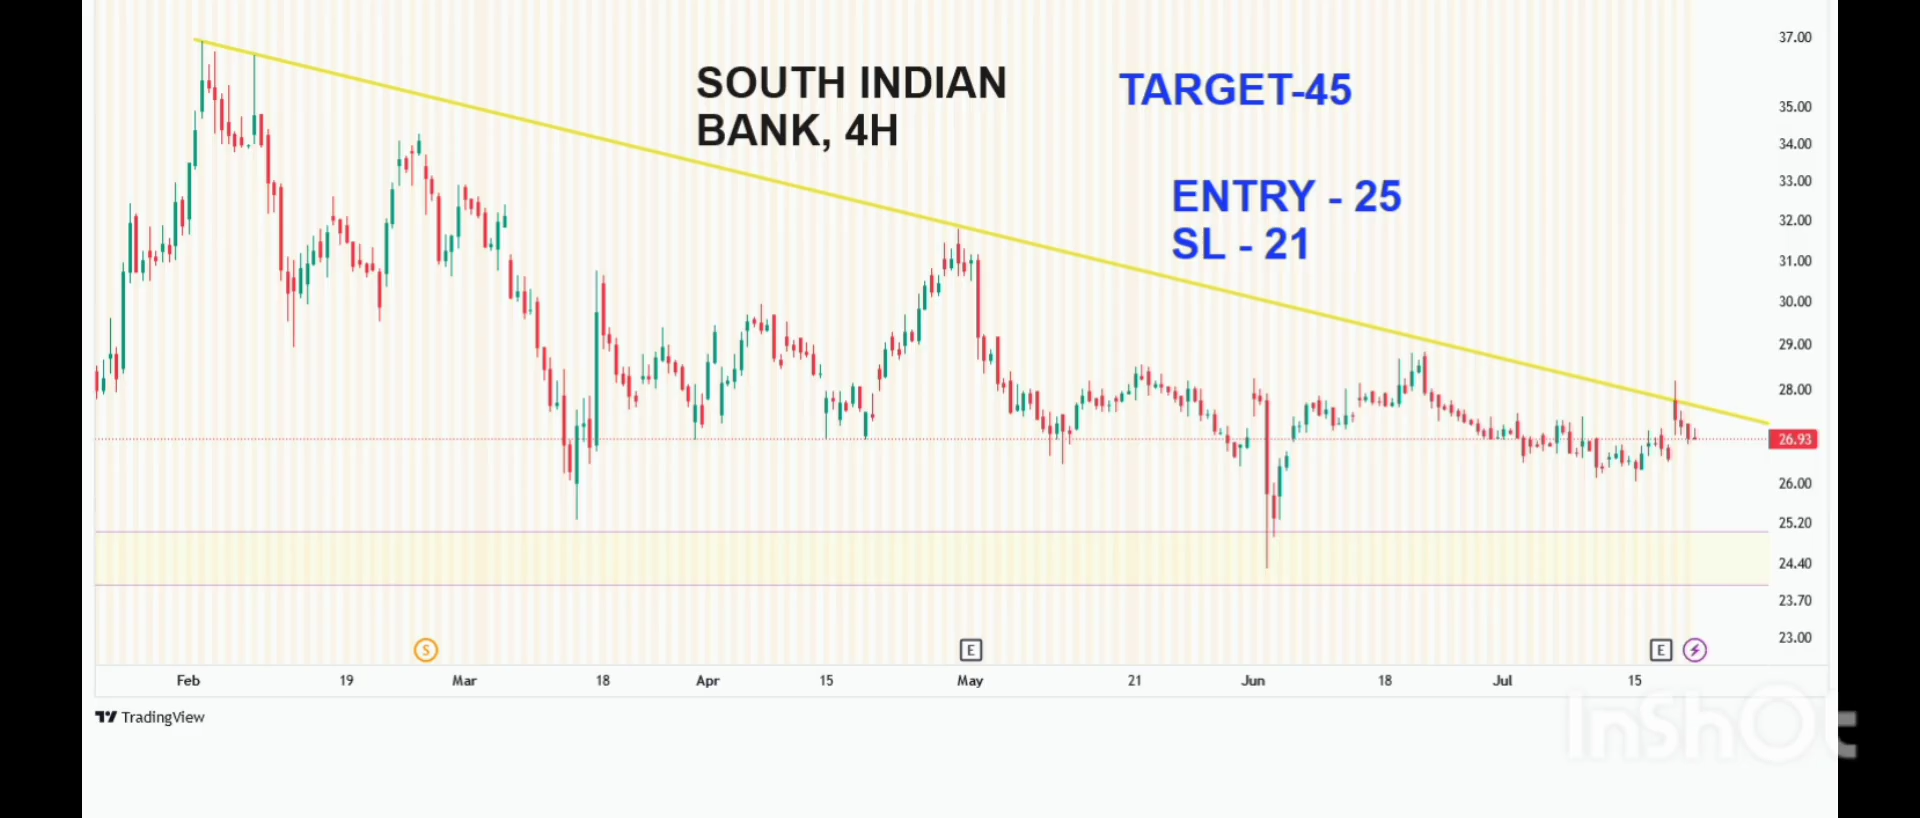 37.00
SOUTH INDIAN
BANK, 4H
TARGET-45
35.00
34.00
33.00
ENTRY - 25
SL - 21
32.00
31.00
30.00
29.00
28.00
26.93
26.00
25.20
24.40
23.70
23.00
S E E
Feb 19 Mar 18 Apr 15 May 21 Jun 18 Jul 15
TradingView
InShOt